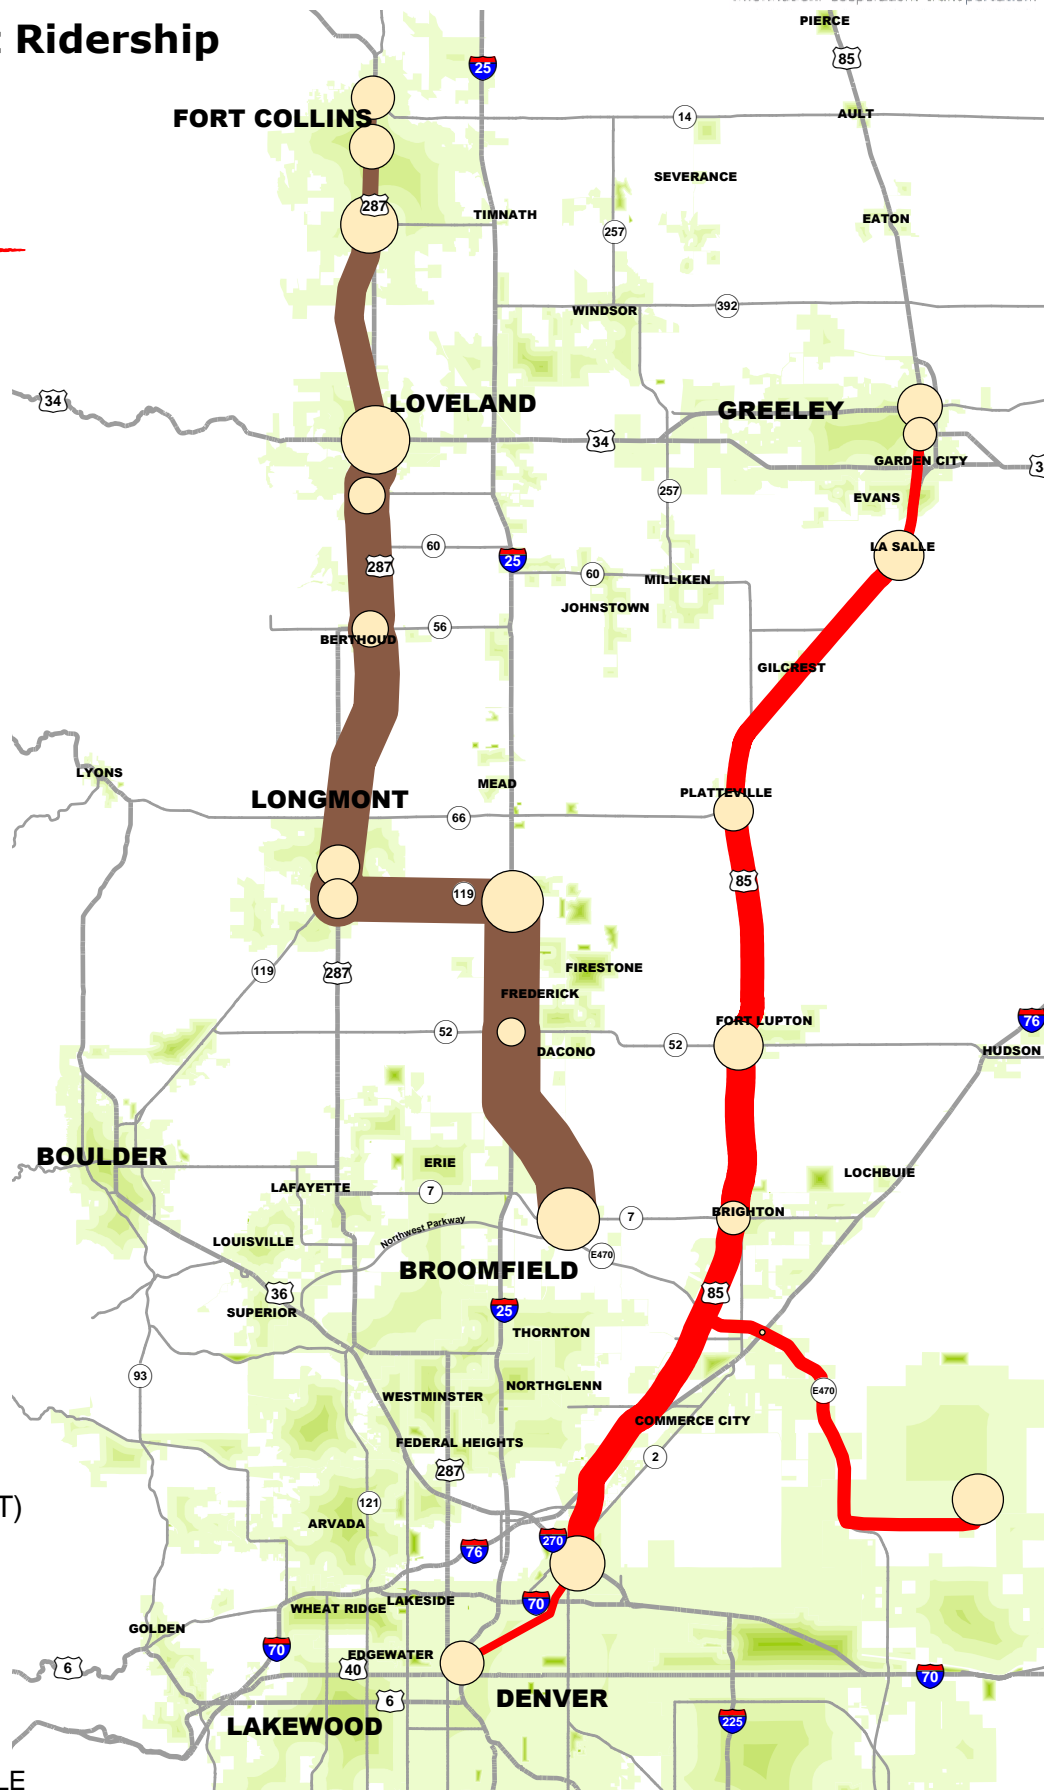 Ridership
PIERCE
85
25
FORT COLLINS
14
AULT
SEVERANCE
287
TIMNATH
257
EATON
WINDSOR
392
34
LOVELAND
GREELEY
34
GARDEN CITY
3
257
EVANS
60
LA SALLE
287
25
60
MILLIKEN
JOHNSTOWN
56
BERTHOUD
GILCREST
LYONS
MEAD
PLATTEVILLE
LONGMONT
66
85
119
119
287
FIRESTONE
FREDERICK
FORT LUPTON
76
52
DACONO
52
HUDSON
BOULDER
ERIE
LOCHBUIE
LAFAYETTE
7
7
BRIGHTON
Northwest Parkway
LOUISVILLE
E470
BROOMFIELD
36
85
SUPERIOR
25
THORNTON
93
NORTHGLENN
E470
WESTMINSTER
COMMERCE CITY
FEDERAL HEIGHTS
2
287
121
T)
ARVADA
270
76
LAKESIDE
70
WHEAT RIDGE
GOLDEN
70
EDGEWATER
6
40
70
DENVER
6
LAKEWOOD
225
LE